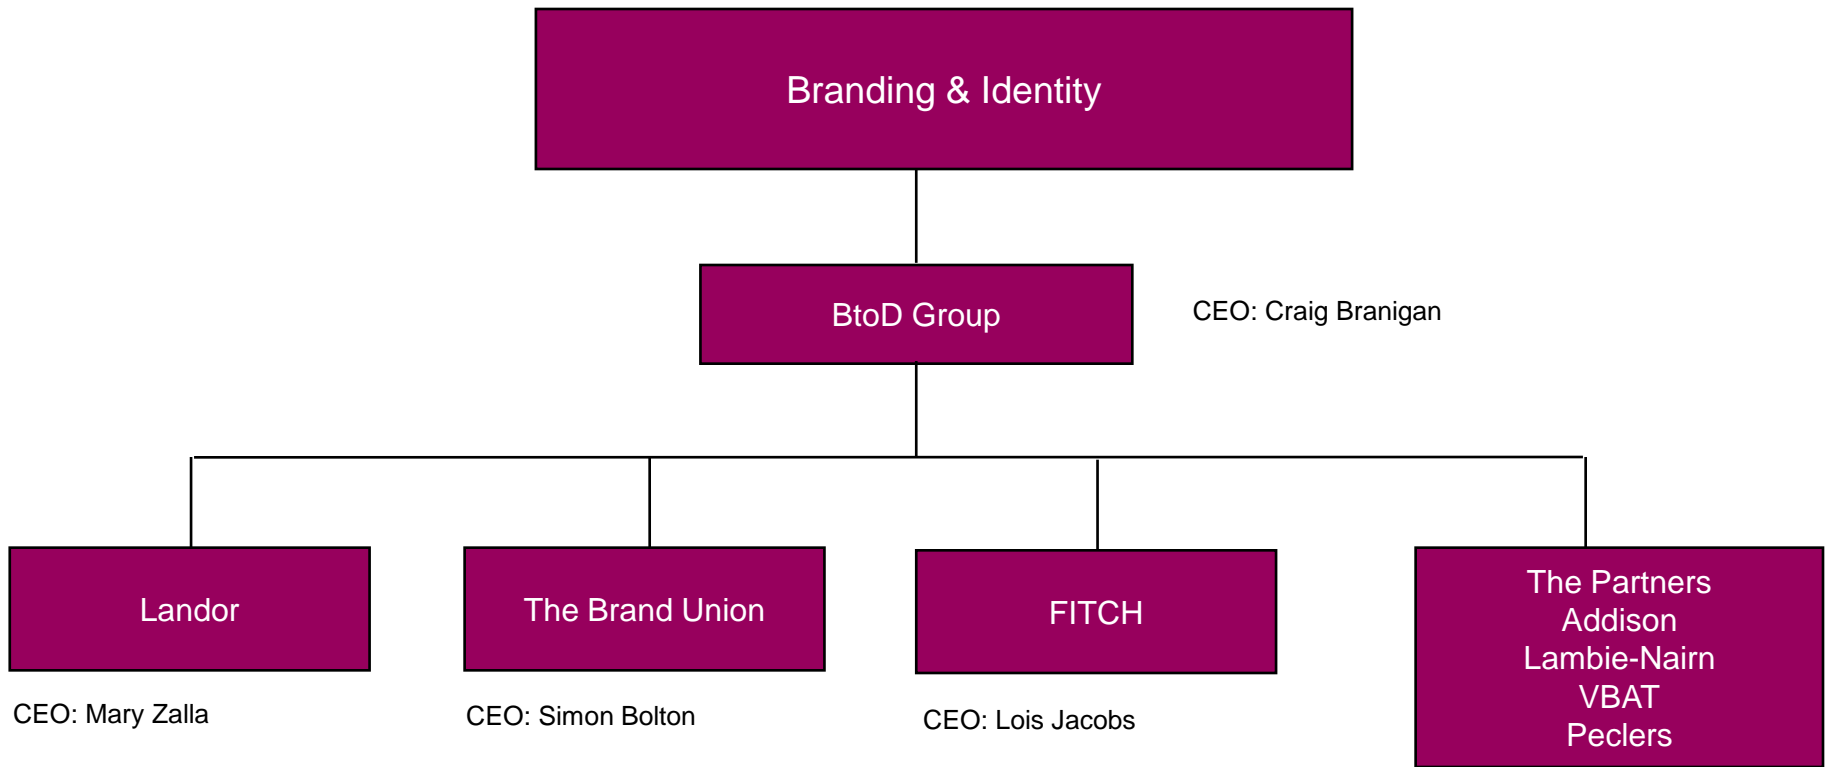 Branding & Identity
BtoD Group
CEO: Craig Branigan
Landor
CEO: Mary Zalla
The Brand Union
CEO: Simon Bolton
FITCH
CEO: Lois Jacobs
The Partners
Addison
Lambie-Nairn
VBAT
Peclers